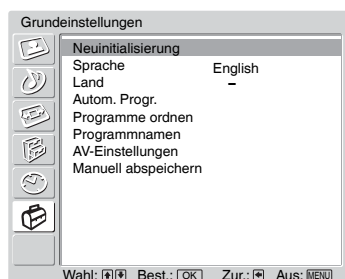 Grundeinstellungen
Neuinitialisierung
Sprache English
Land –
Autom. Progr.
Programme ordnen
Programmnamen
AV-Einstellungen
Manuell abspeichern
Wahl: Best.: OK Zur.: Aus: MENU